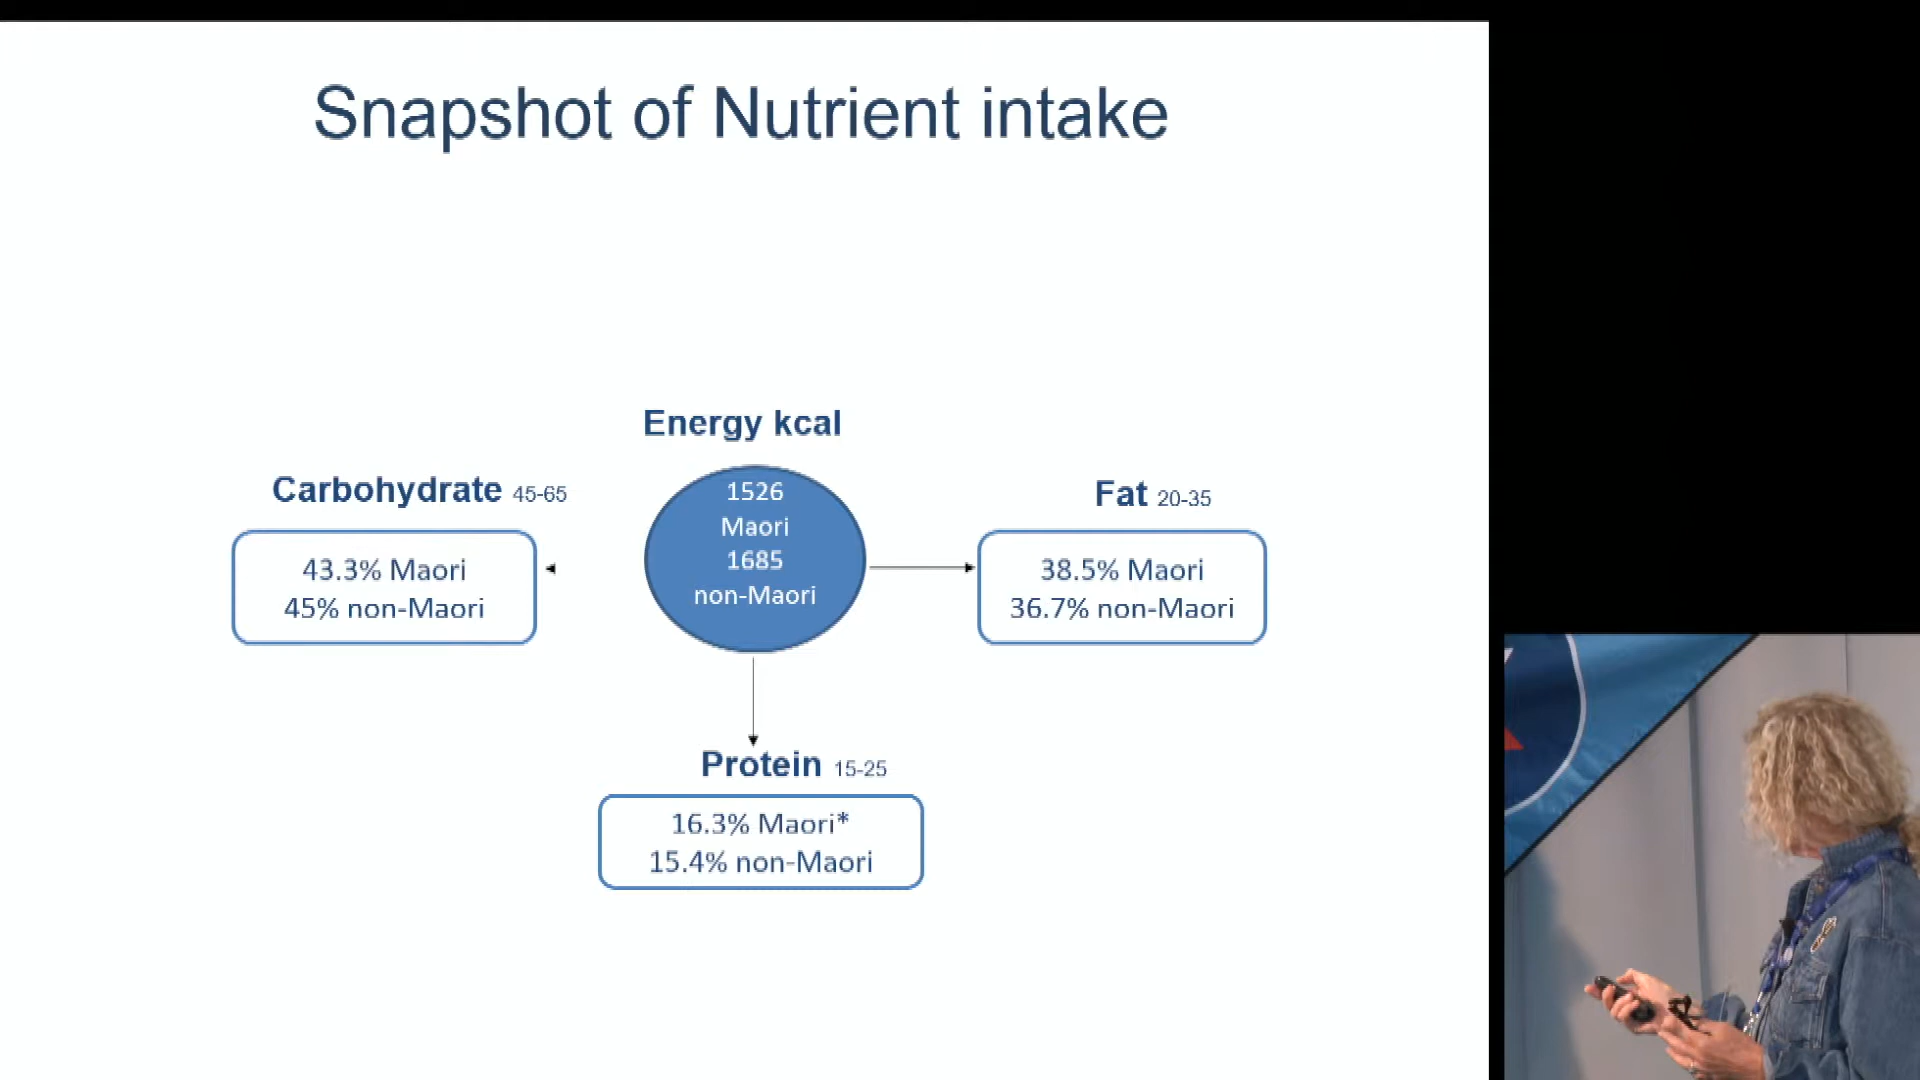 Snapshot of Nutrient intake
Energy kcal
1526
Maori
1685
non-Maori
Carbohydrate 45-65
43.3% Maori
45% non-Maori
Fat 20-35
38.5% Maori
36.7% non-Maori
Protein 15-25
16.3% Maori*
15.4% non-Maori